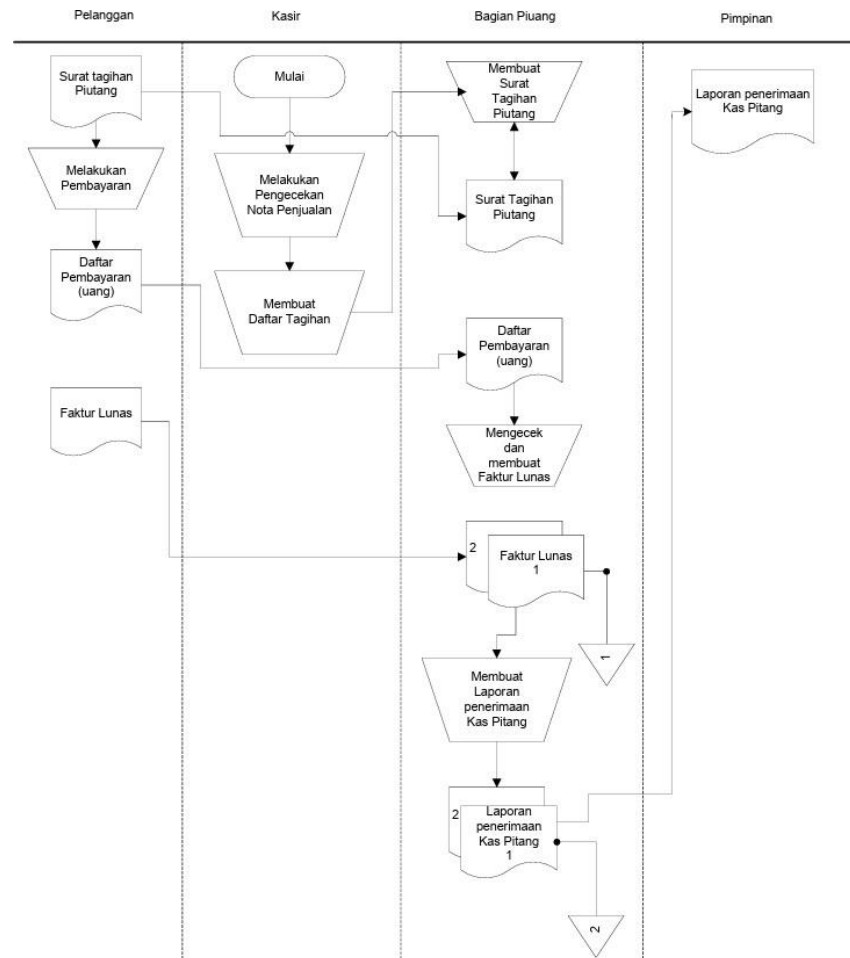 Pelanggan
Kasir
Bagian Piuang
Pimpinan
Surat tagihan
Piutang
Melakukan
Pembayaran
Daftar
Pembayaran
(uang)
Faktur Lunas
Mulai
Melakukan
Pengecekan
Nota Penjualan
Membuat
Daftar Tagihan
Membuat
Surat
Tagihan
Piutang
Surat Tagihan
Piutang
Daftar
Pembayaran
(uang)
Mengecek
dan
membuat
Faktur Lunas
2
Faktur Lunas
1
1
Membuat
Laporan
penerimaan
Kas Pitang
2
Laporan
penerimaan
Kas Pitang
1
2
Laporan penerimaan
Kas Pitang